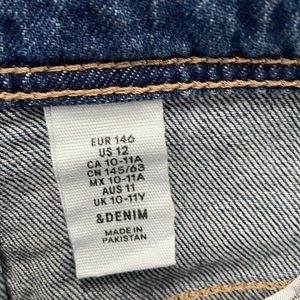 EUR 146
US 12
CA 10-11A
CN 145/63
MX 10-11A
AUS 11
UK 10-11Y
&DENIM
MADE IN
PAKISTAN